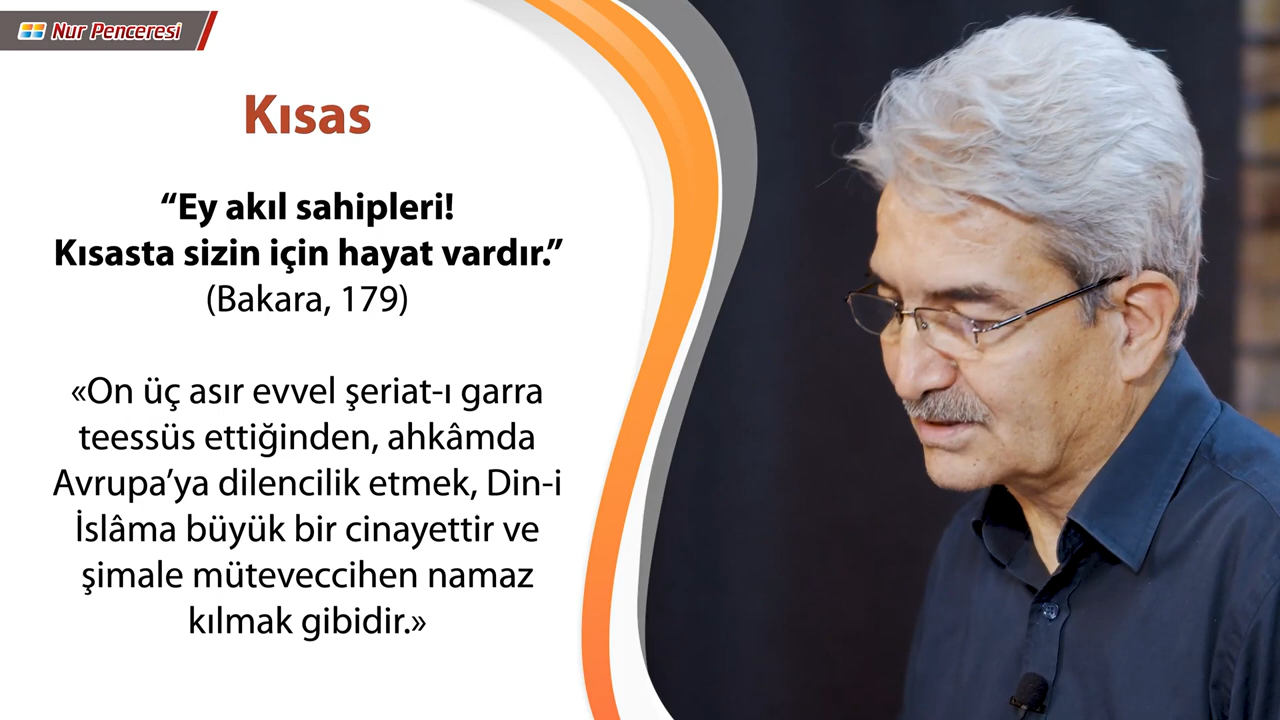 Nur Penceresi
Kısas
“Ey akıl sahipleri!
Kısasta sizin için hayat vardır.”
(Bakara, 179)
«On üç asır evvel şeriat-ı garra
teessüs ettiğinden, ahkâmda
Avrupa’ya dilencilik etmek, Din-i
İslâma büyük bir cinayettir ve
şimale müteveccihen namaz
kılmak gibidir.»